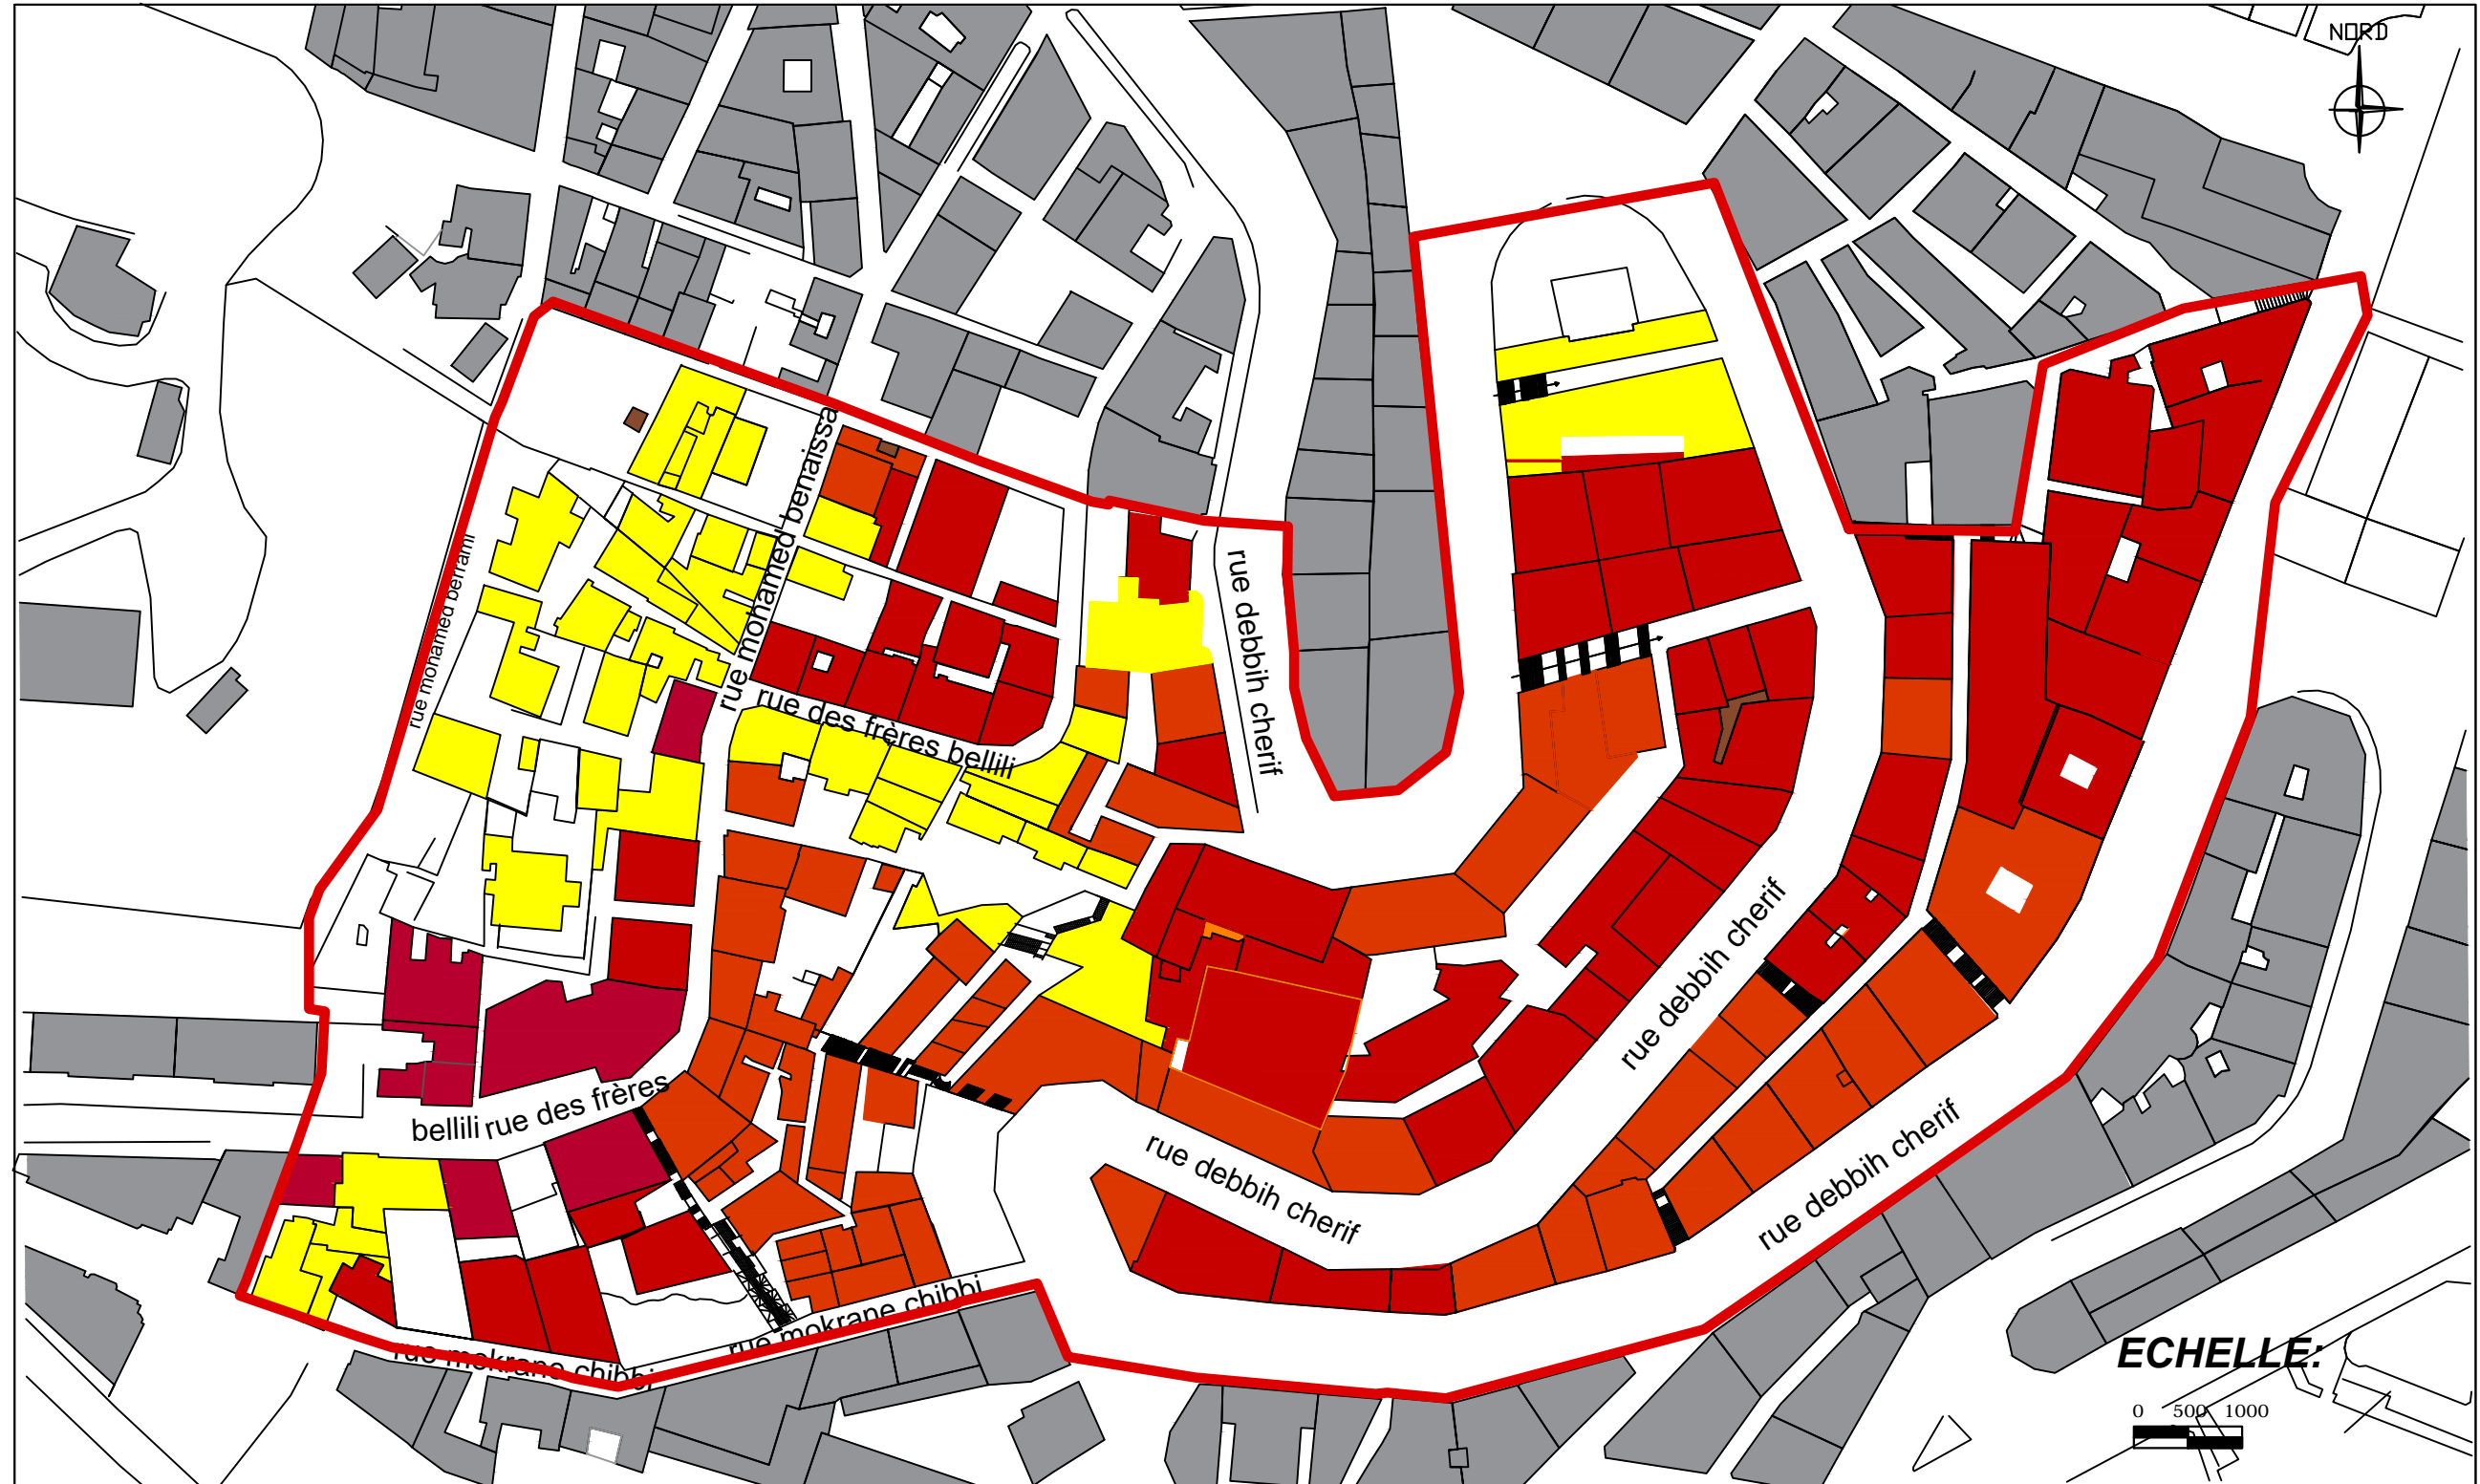 NORD
rue mohamed benaissa
rue mohamed berrami
rue debbih cherif
rue des frères bellili
rue debbih cherif
bellili rue des frères
rue debbih cherif
rue debbih cherif
rue mokrane chibbi
rue mokrane chibbi
ECHELLE:
0 500 1000